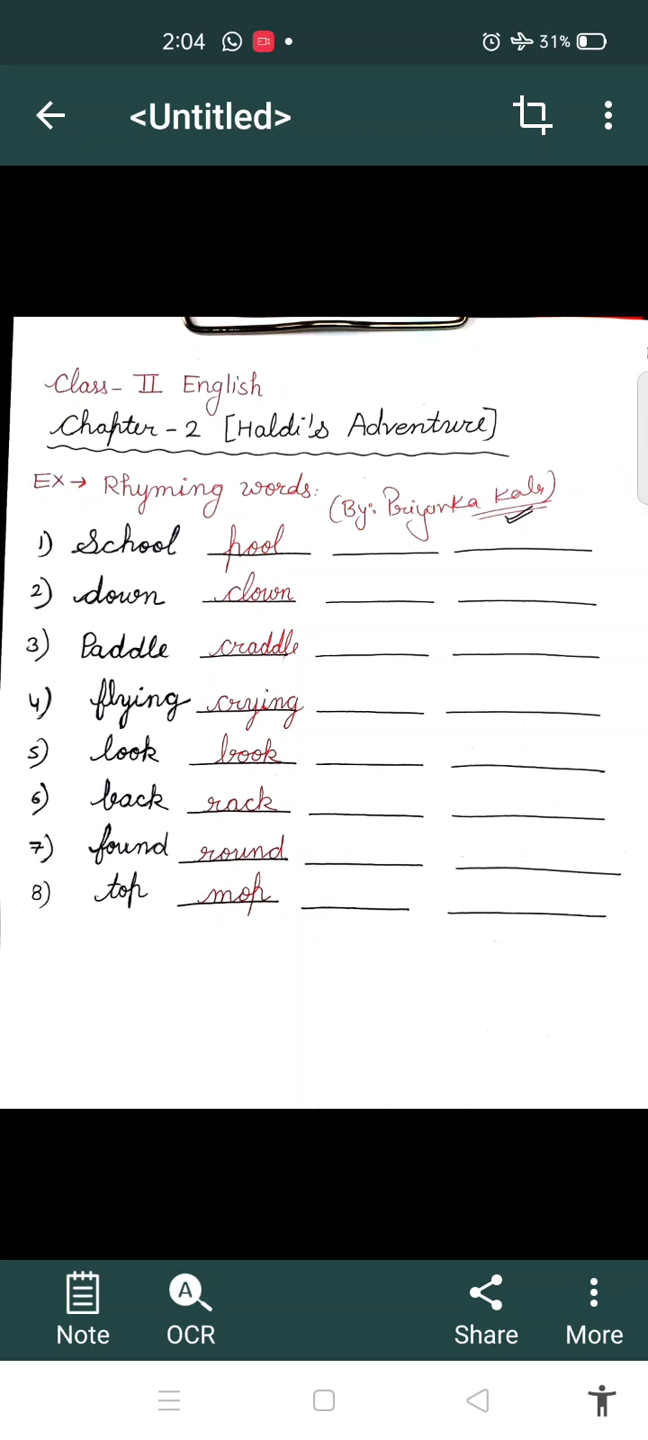 2:04 31%
<Untitled>
Class- II English
Chapter - 2 [Haldi's Adventure]
EX → Rhyming words:
(By: Priyanka Kalr)
1) School pool
2) down clown
3) Paddle craddle
4) flying crying
5) look book
6) back rack
7) found round
8) top mop
Note OCR Share More